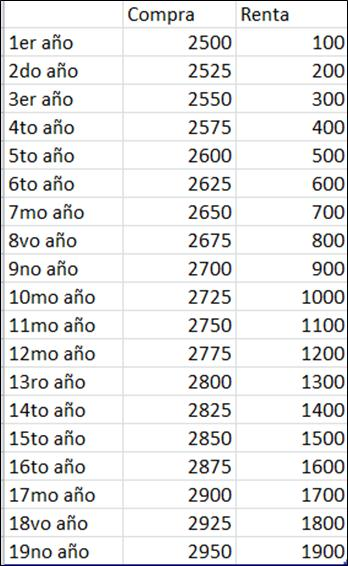 Compra Renta
1er año 2500 100
2do año 2525 200
3er año 2550 300
4to año 2575 400
5to año 2600 500
6to año 2625 600
7mo año 2650 700
8vo año 2675 800
9no año 2700 900
10mo año 2725 1000
11mo año 2750 1100
12mo año 2775 1200
13ro año 2800 1300
14to año 2825 1400
15to año 2850 1500
16to año 2875 1600
17mo año 2900 1700
18vo año 2925 1800
19no año 2950 1900